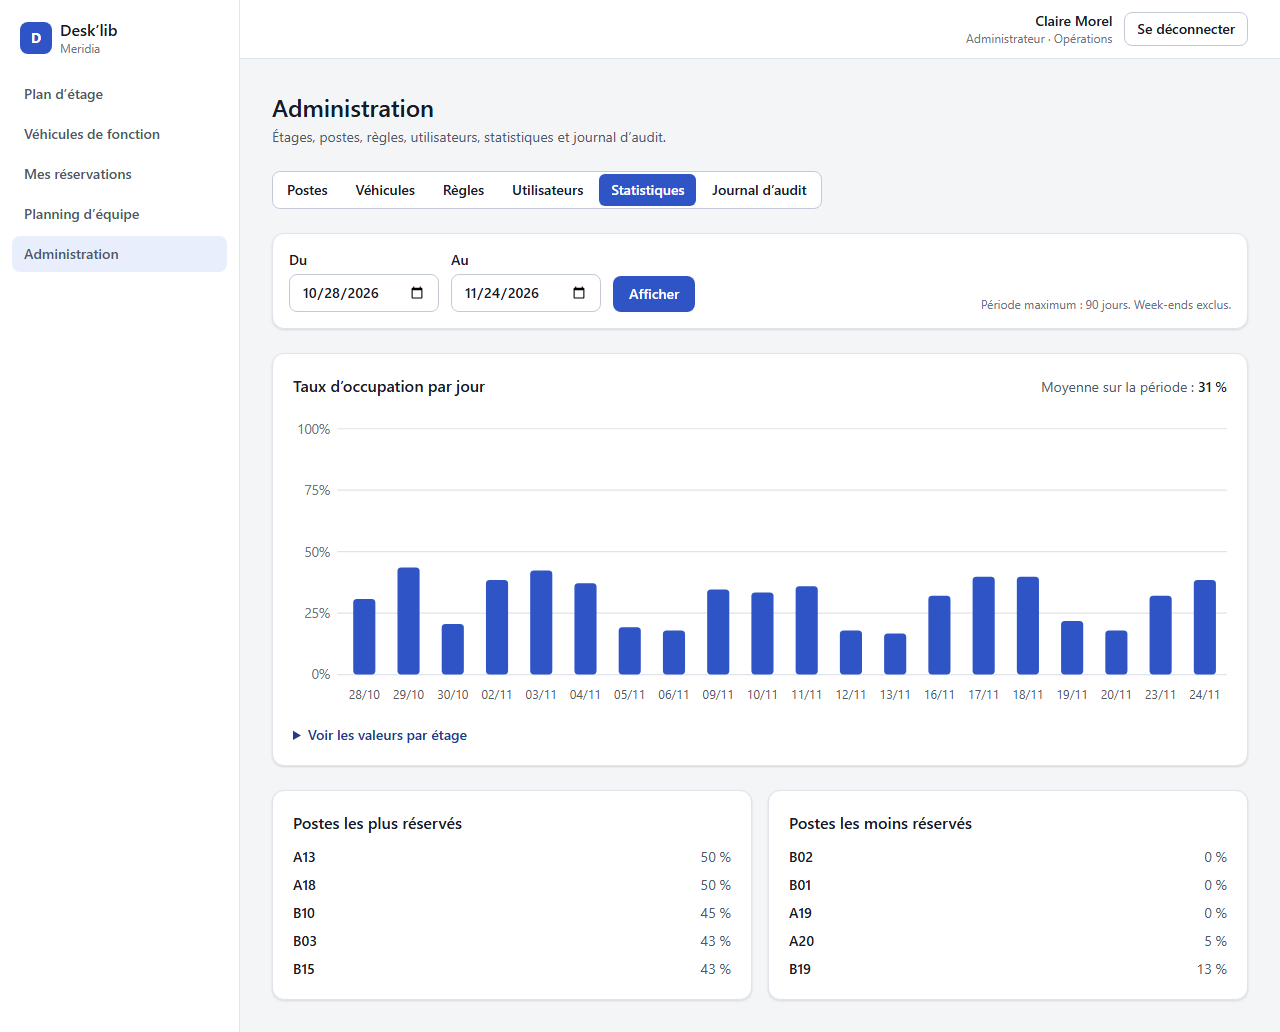 D
Desk’lib
Meridia
Plan d’étage
Véhicules de fonction
Mes réservations
Planning d’équipe
Administration
Claire Morel
Administrateur · Opérations
Se déconnecter
Administration
Étages, postes, règles, utilisateurs, statistiques et journal d’audit.
Postes Véhicules Règles Utilisateurs Statistiques Journal d’audit
Du Au
10/28/2026 11/24/2026 Afficher
Période maximum : 90 jours. Week-ends exclus.
Taux d’occupation par jour Moyenne sur la période : 31 %
100%
75%
50%
25%
0%
28/10 29/10 30/10 02/11 03/11 04/11 05/11 06/11 09/11 10/11 11/11 12/11 13/11 16/11 17/11 18/11 19/11 20/11 23/11 24/11
Voir les valeurs par étage
Postes les plus réservés
A13 50 %
A18 50 %
B10 45 %
B03 43 %
B15 43 %
Postes les moins réservés
B02 0 %
B01 0 %
A19 0 %
A20 5 %
B19 13 %